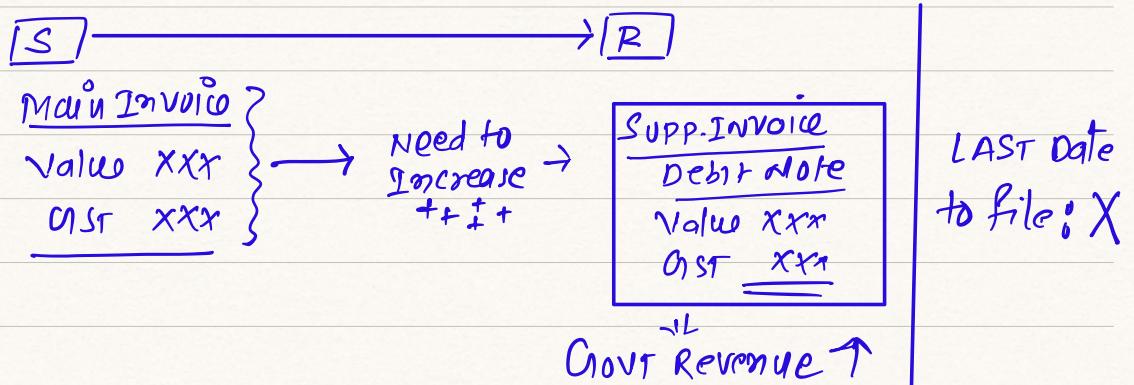 S
R
Main Invoice
Value XXX
GST XXX
Need to
Increase
+ + + + +
Supp. Invoice
Debit Note
Value XXX
GST XXX
Govt Revenue ↑
LAST Date
to file: X